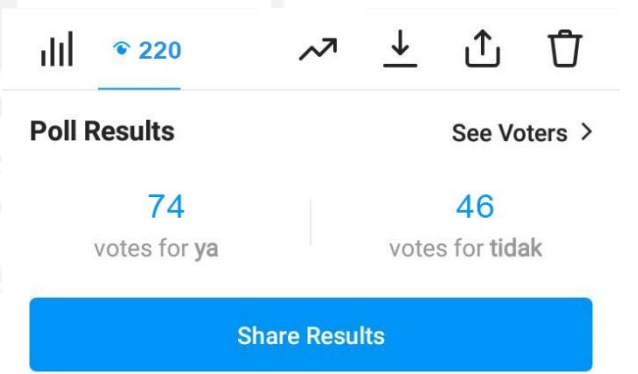 220
Poll Results
See Voters >
74
46
votes for ya
votes for tidak
Share Results